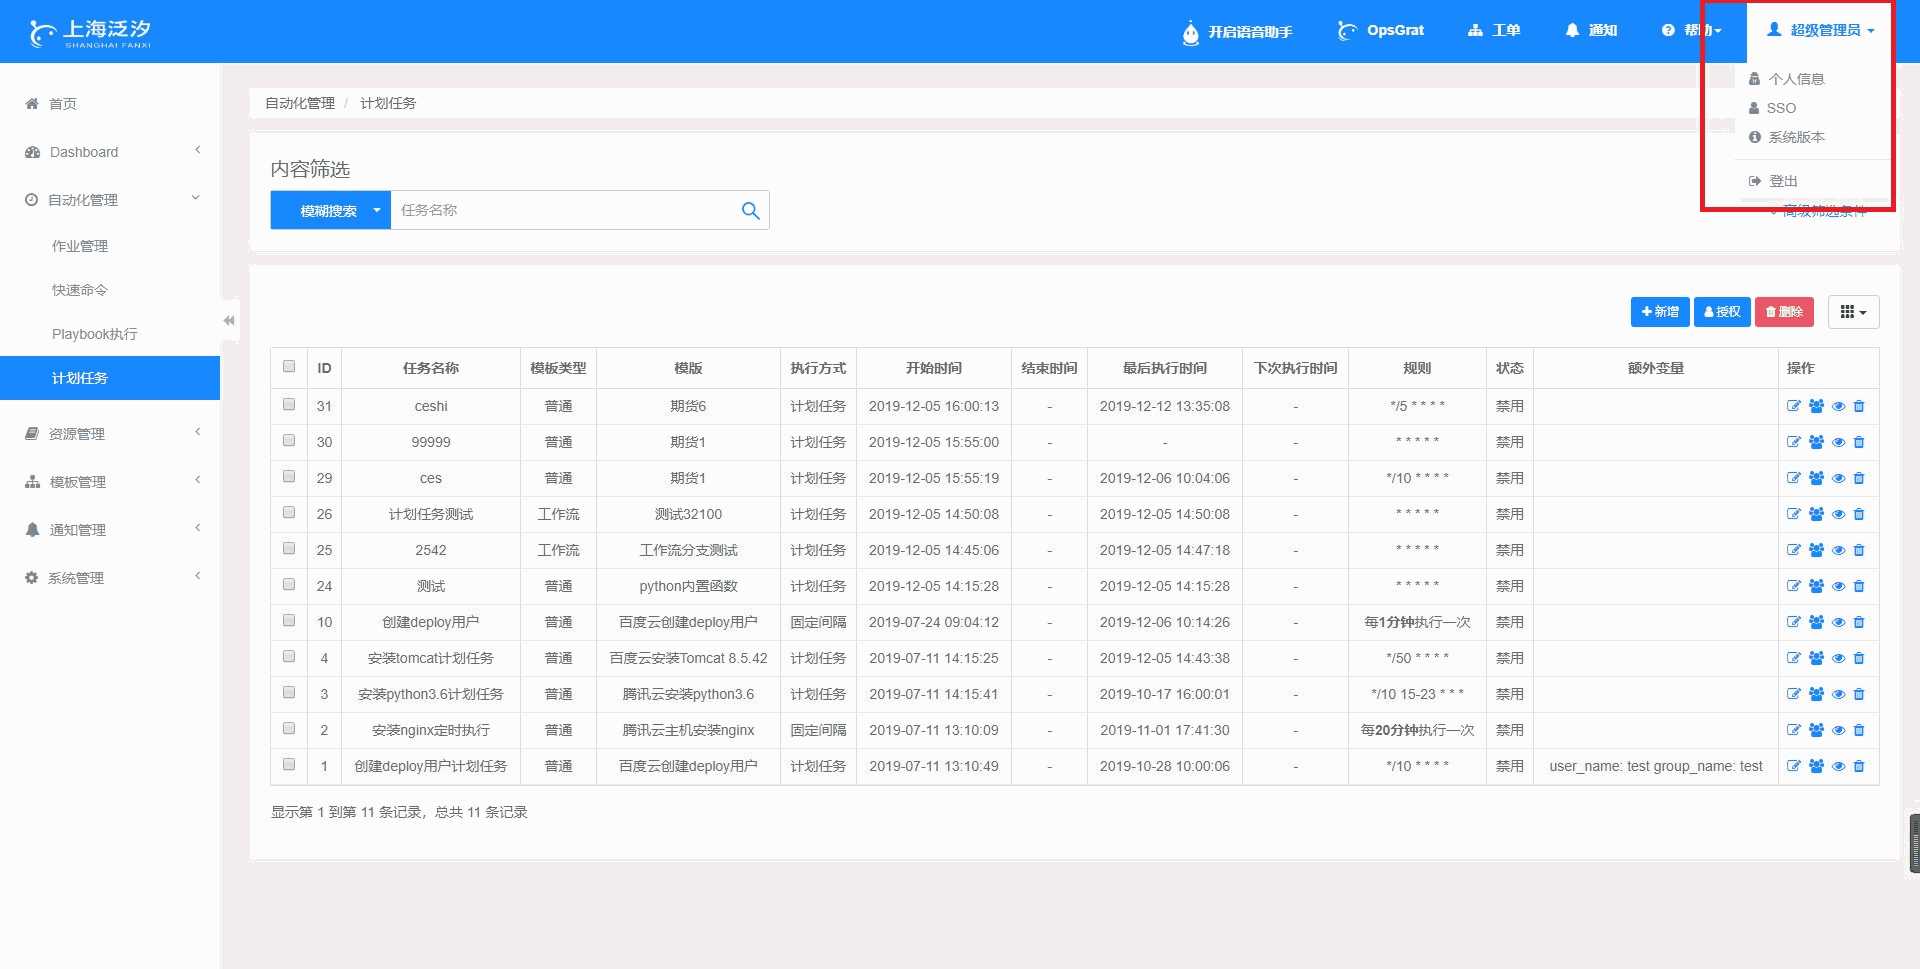 上海泛汐
SHANGHAI FANXI
开启语音助手
OpsGrat
工单
通知
帮助
超级管理员
个人信息
SSO
系统版本
登出
高级筛选条件
首页
Dashboard
自动化管理
作业管理
快速命令
Playbook执行
计划任务
资源管理
模板管理
通知管理
系统管理
自动化管理 / 计划任务
内容筛选
模糊搜索 任务名称
新增 授权 删除
ID 任务名称 模板类型 模版 执行方式 开始时间 结束时间 最后执行时间 下次执行时间 规则 状态 额外变量 操作
31 ceshi 普通 期货6 计划任务 2019-12-05 16:00:13 - 2019-12-12 13:35:08 - */5 * * * * 禁用
30 99999 普通 期货1 计划任务 2019-12-05 15:55:00 - - - * * * * * 禁用
29 ces 普通 期货1 计划任务 2019-12-05 15:55:19 - 2019-12-06 10:04:06 - */10 * * * * 禁用
26 计划任务测试 工作流 测试32100 计划任务 2019-12-05 14:50:08 - 2019-12-05 14:50:08 - * * * * * 禁用
25 2542 工作流 工作流分支测试 计划任务 2019-12-05 14:45:06 - 2019-12-05 14:47:18 - * * * * * 禁用
24 测试 普通 python内置函数 计划任务 2019-12-05 14:15:28 - 2019-12-05 14:15:28 - * * * * * 禁用
10 创建deploy用户 普通 百度云创建deploy用户 固定间隔 2019-07-24 09:04:12 - 2019-12-06 10:14:26 - 每1分钟执行一次 禁用
4 安装tomcat计划任务 普通 百度云安装Tomcat 8.5.42 计划任务 2019-07-11 14:15:25 - 2019-12-05 14:43:38 - */50 * * * * 禁用
3 安装python3.6计划任务 普通 腾讯云安装python3.6 计划任务 2019-07-11 14:15:41 - 2019-10-17 16:00:01 - */10 15-23 * * * 禁用
2 安装nginx定时执行 普通 腾讯云主机安装nginx 固定间隔 2019-07-11 13:10:09 - 2019-11-01 17:41:30 - 每20分钟执行一次 禁用
1 创建deploy用户计划任务 普通 百度云创建deploy用户 计划任务 2019-07-11 13:10:49 - 2019-10-28 10:00:06 - */10 * * * * 禁用 user_name: test group_name: test
显示第 1 到第 11 条记录，总共 11 条记录